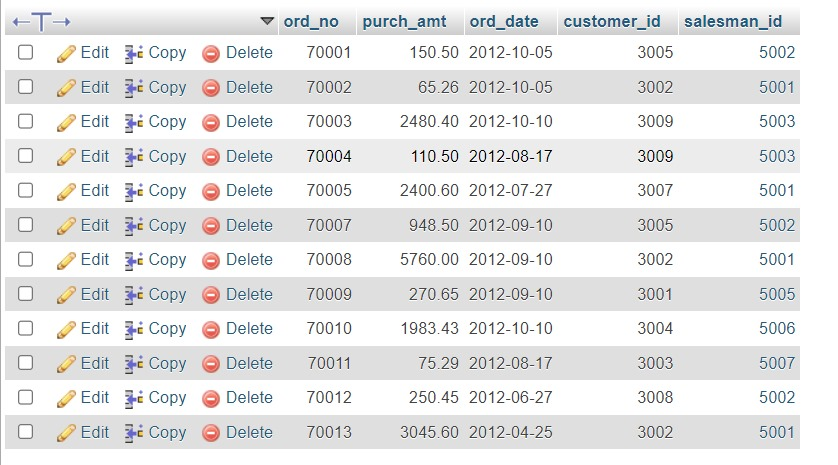 ord_no purch_amt ord_date customer_id salesman_id
Edit Copy Delete 70001 150.50 2012-10-05 3005 5002
Edit Copy Delete 70002 65.26 2012-10-05 3002 5001
Edit Copy Delete 70003 2480.40 2012-10-10 3009 5003
Edit Copy Delete 70004 110.50 2012-08-17 3009 5003
Edit Copy Delete 70005 2400.60 2012-07-27 3007 5001
Edit Copy Delete 70007 948.50 2012-09-10 3005 5002
Edit Copy Delete 70008 5760.00 2012-09-10 3002 5001
Edit Copy Delete 70009 270.65 2012-09-10 3001 5005
Edit Copy Delete 70010 1983.43 2012-10-10 3004 5006
Edit Copy Delete 70011 75.29 2012-08-17 3003 5007
Edit Copy Delete 70012 250.45 2012-06-27 3008 5002
Edit Copy Delete 70013 3045.60 2012-04-25 3002 5001